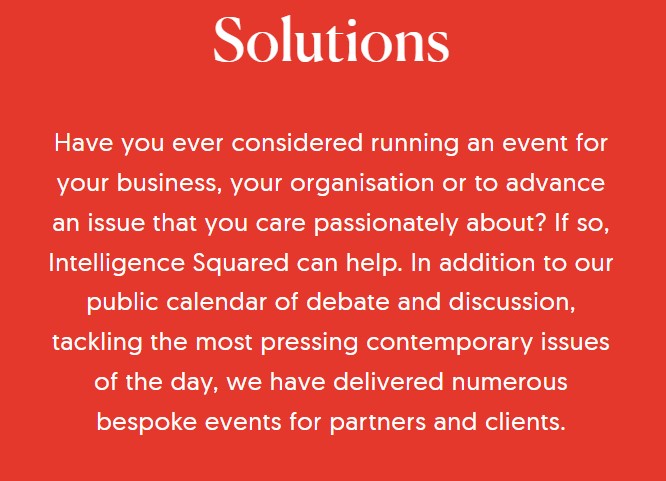 Solutions
Have you ever considered running an event for
your business, your organisation or to advance
an issue that you care passionately about? If so,
Intelligence Squared can help. In addition to our
public calendar of debate and discussion,
tackling the most pressing contemporary issues
of the day, we have delivered numerous
bespoke events for partners and clients.